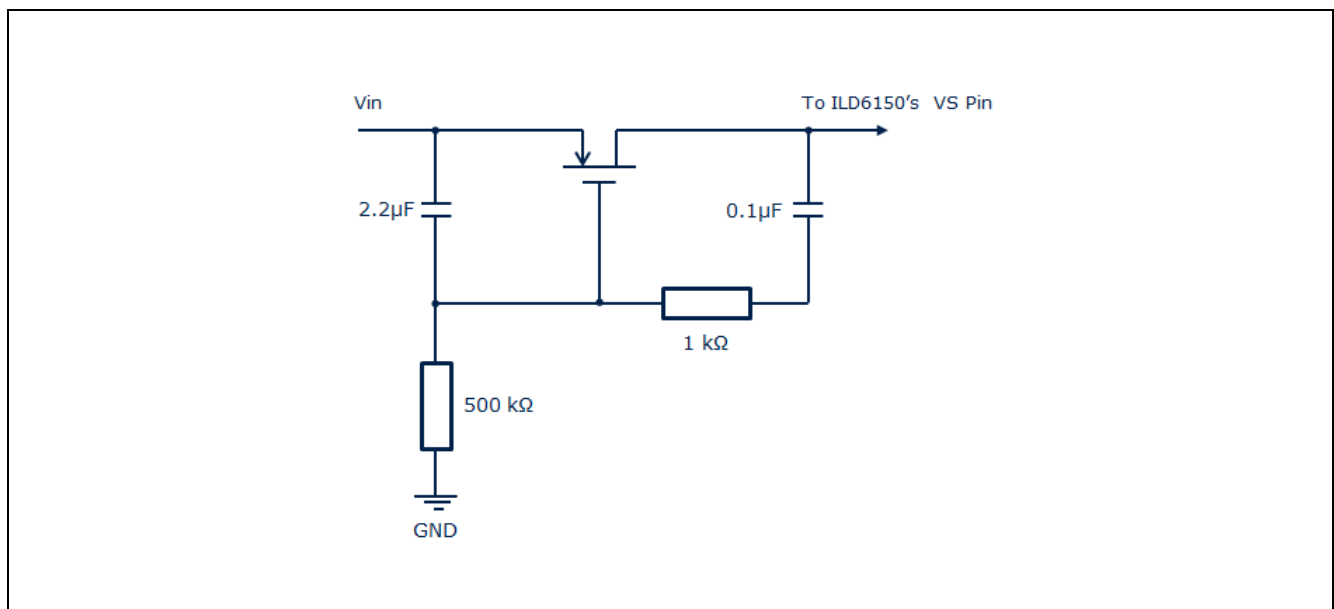 Vin
To ILD6150's VS Pin
2.2µF
0.1µF
1 kΩ
500 kΩ
GND